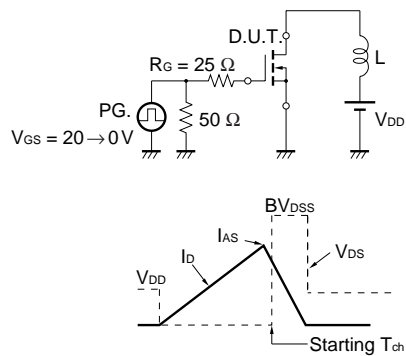 D.U.T.
L
RG = 25 Ω
PG.
50 Ω
VDD
VGS = 20 → 0 V
BVDSS
IAS
ID
VDS
VDD
Starting Tch